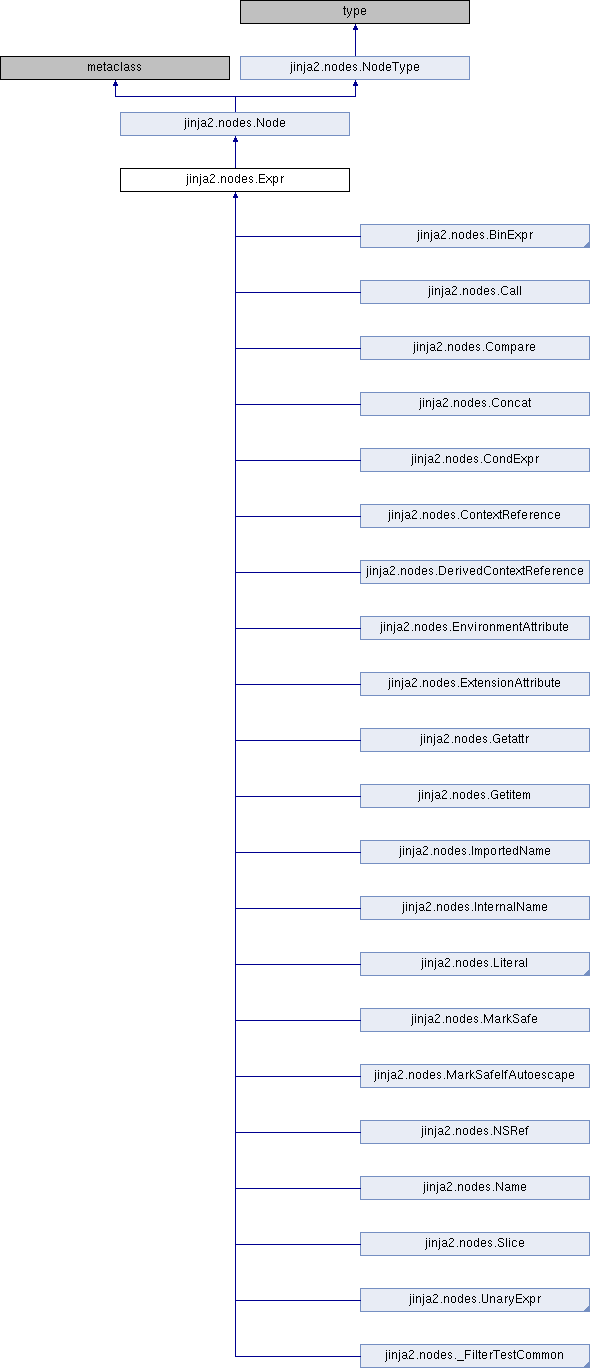 type
metaclass
jinja2.nodes.NodeType
jinja2.nodes.Node
jinja2.nodes.Expr
jinja2.nodes.BinExpr
jinja2.nodes.Call
jinja2.nodes.Compare
jinja2.nodes.Concat
jinja2.nodes.CondExpr
jinja2.nodes.ContextReference
jinja2.nodes.DerivedContextReference
jinja2.nodes.EnvironmentAttribute
jinja2.nodes.ExtensionAttribute
jinja2.nodes.Getattr
jinja2.nodes.Getitem
jinja2.nodes.ImportedName
jinja2.nodes.InternalName
jinja2.nodes.Literal
jinja2.nodes.MarkSafe
jinja2.nodes.MarkSafeIfAutoescape
jinja2.nodes.NSRef
jinja2.nodes.Name
jinja2.nodes.Slice
jinja2.nodes.UnaryExpr
jinja2.nodes._FilterTestCommon